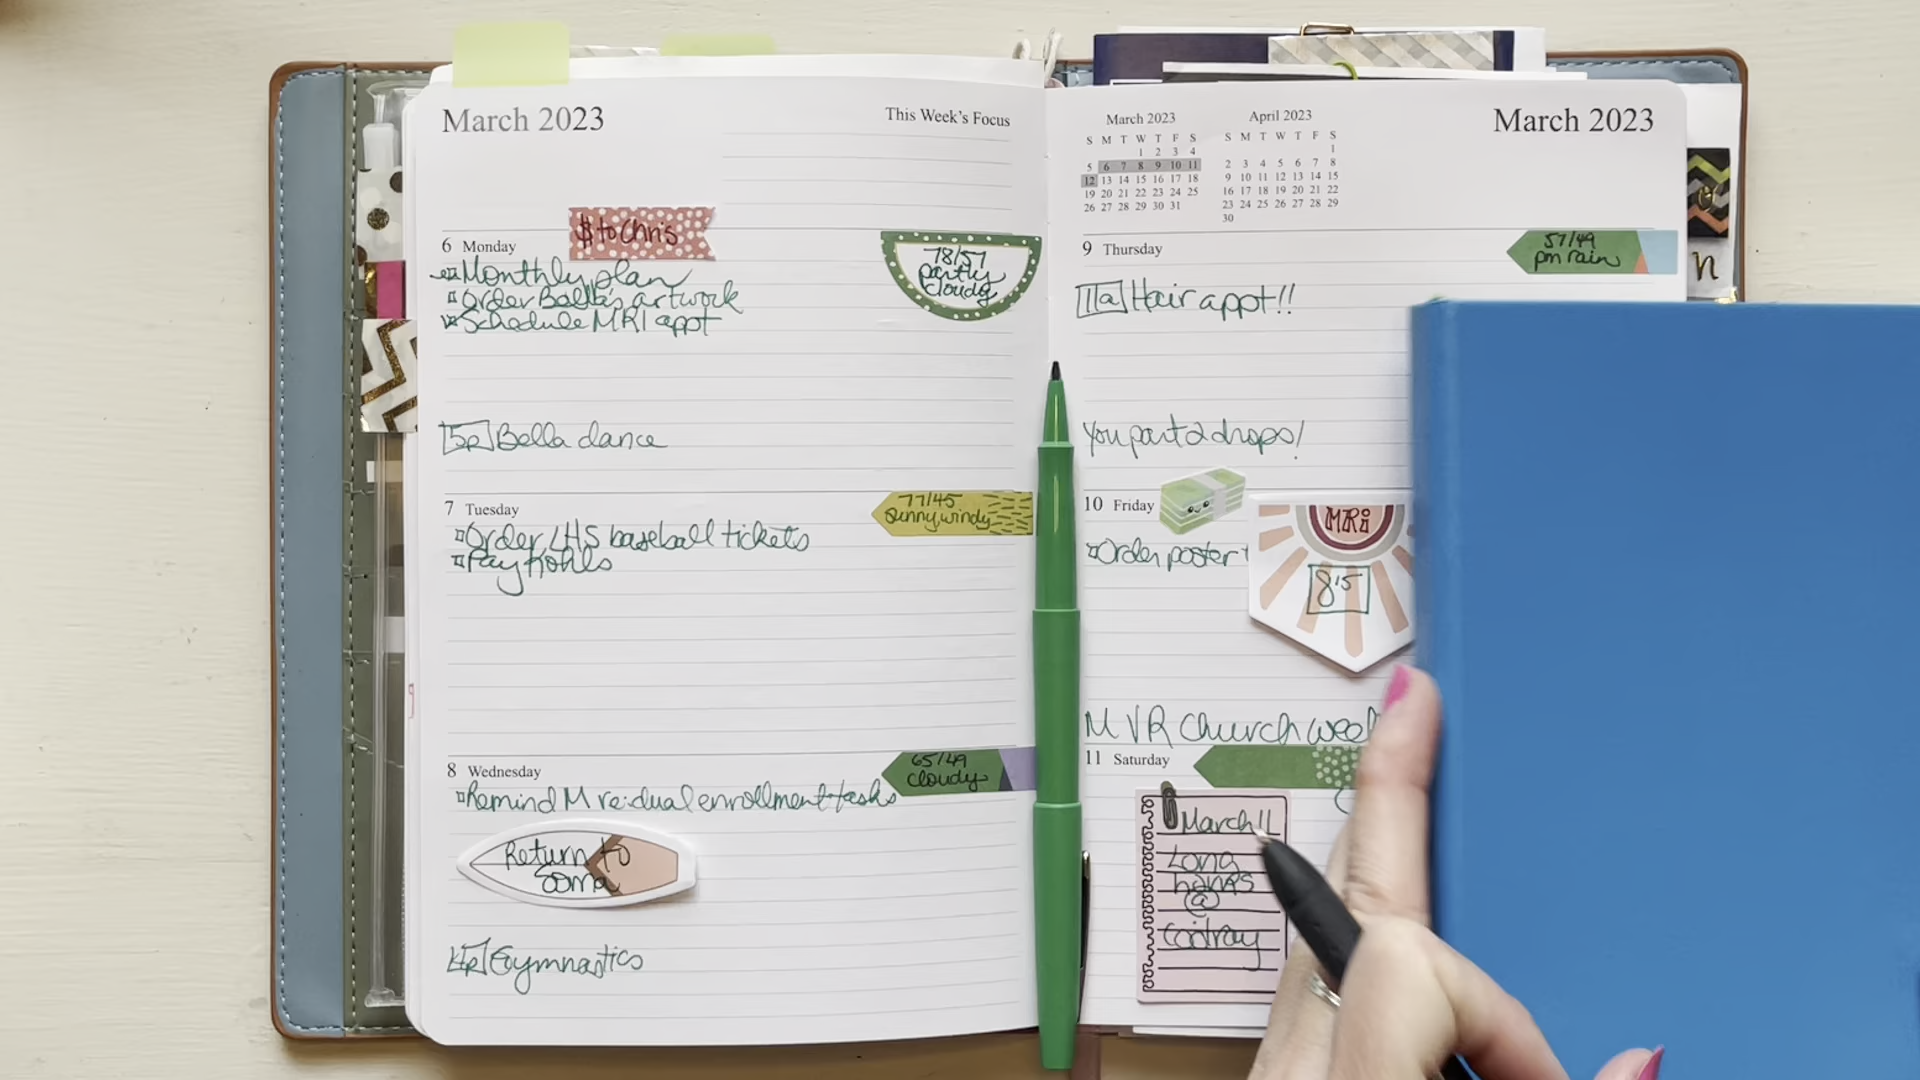 March 2023
This Week's Focus
$ to Chris
6 Monday
Monthly plan
Order Bella's artwork
Schedule MRI appt
78/57
partly
cloudy
5p Bella dance
7 Tuesday
77/45
sunny windy
Order LHS baseball tickets
Pay Kohls
8 Wednesday
65/49
cloudy
Remind M re: dual enrollment tasks
Return to
Soma
Gymnastics
March 2023
S M T W T F S
1 2 3 4
5 6 7 8 9 10 11
12 13 14 15 16 17 18
19 20 21 22 23 24 25
26 27 28 29 30 31
April 2023
S M T W T F S
1
2 3 4 5 6 7 8
9 10 11 12 13 14 15
16 17 18 19 20 21 22
23 24 25 26 27 28 29
30
March 2023
9 Thursday
57/49
pm rain
11a Hair appt!!
You part 2 drops!
10 Friday
Order poster
MRi
8:15
MVR church
11 Saturday
March 11
Long
@
n